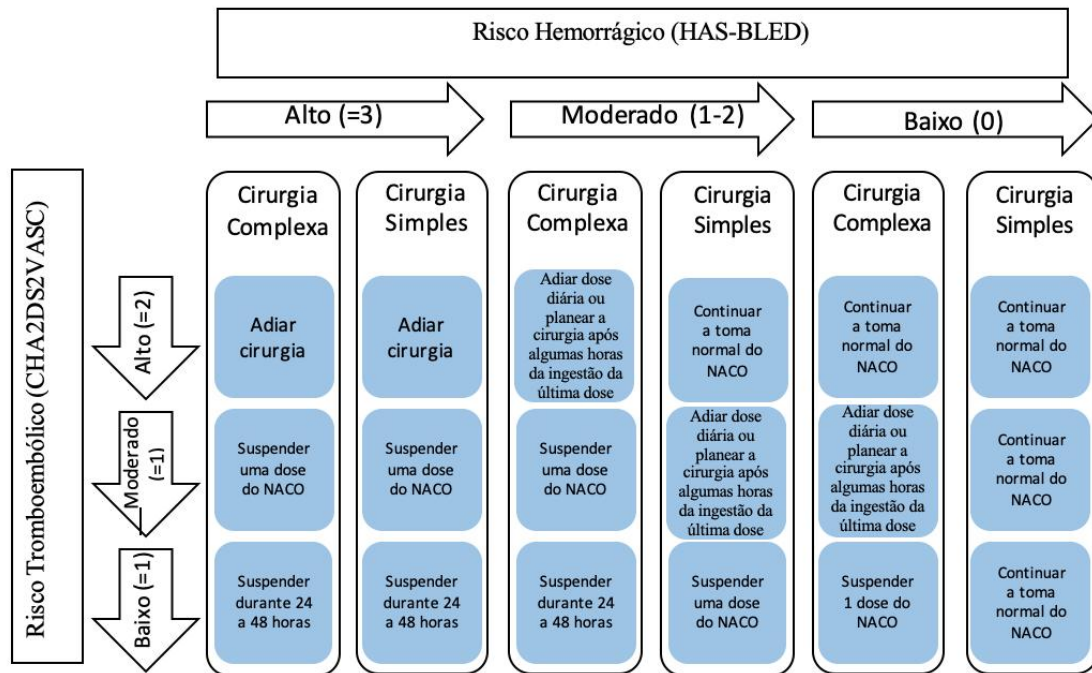 Risco Hemorrágico (HAS-BLED)
Alto (=3)
Moderado (1-2)
Baixo (0)
Risco Tromboembólico (CHA2DS2VASC)
Cirurgia
Complexa
Cirurgia
Simples
Cirurgia
Complexa
Cirurgia
Simples
Cirurgia
Complexa
Cirurgia
Simples
Alto (=2)
Adiar
cirurgia
Adiar
cirurgia
Adiar dose
diária ou
planear a
cirurgia após
algumas horas
da ingestão da
última dose
Continuar
a toma
normal do
NACO
Continuar
a toma
normal do
NACO
Continuar
a toma
normal do
NACO
_Moderado
(=1)
Suspender
uma dose
do NACO
Suspender
uma dose
do NACO
Suspender
uma dose
do NACO
Adiar dose
diária ou
planear a
cirurgia após
algumas horas
da ingestão da
última dose
Adiar dose
diária ou
planear a
cirurgia após
algumas horas
da ingestão da
última dose
Continuar
a toma
normal do
NACO
Baixo (=1)
Suspender
durante 24
a 48 horas
Suspender
durante 24
a 48 horas
Suspender
durante 24
a 48 horas
Suspender
uma dose
do NACO
Suspender
1 dose do
NACO
Continuar
a toma
normal do
NACO